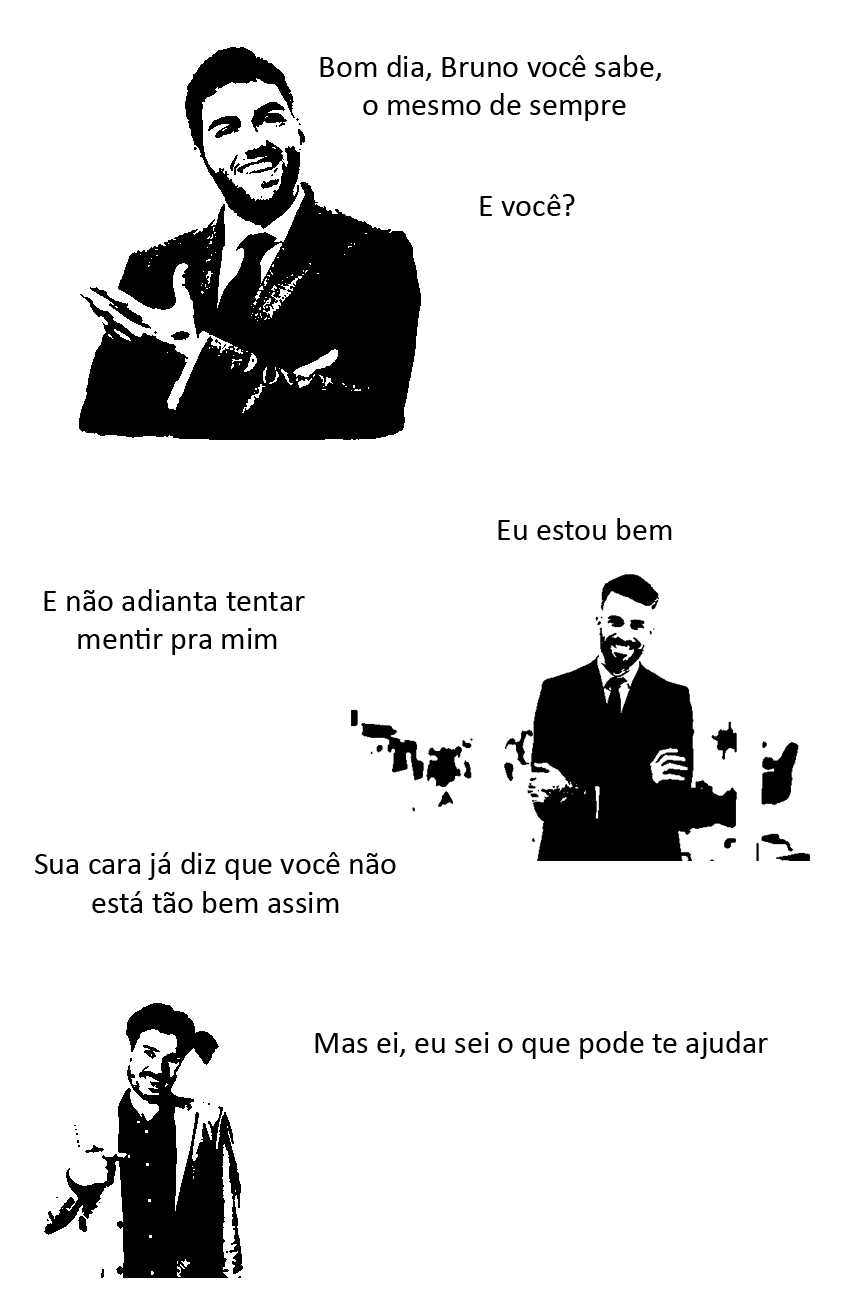 Bom dia, Bruno você sabe,
o mesmo de sempre
E você?
Eu estou bem
E não adianta tentar
mentir pra mim
Sua cara já diz que você não
está tão bem assim
Mas ei, eu sei o que pode te ajudar